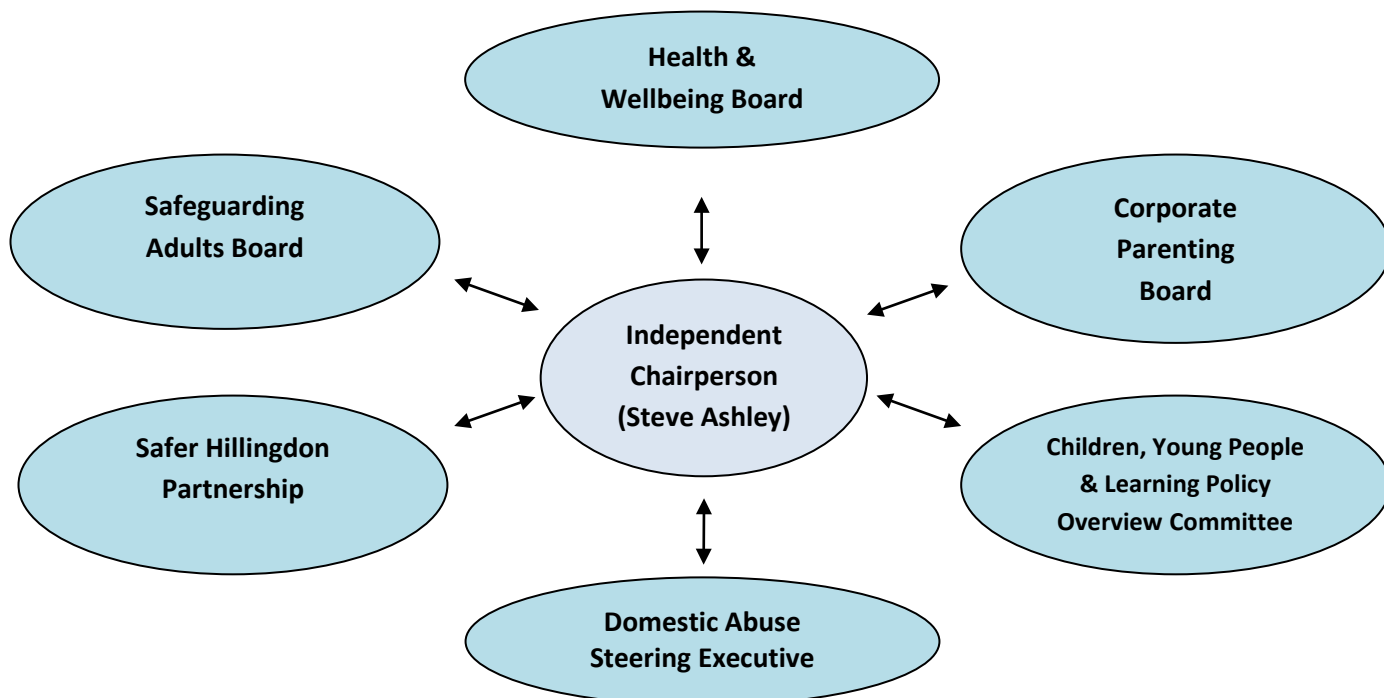 Health &
Wellbeing Board
Safeguarding
Adults Board
Corporate
Parenting
Board
Independent
Chairperson
(Steve Ashley)
Safer Hillingdon
Partnership
Children, Young People
& Learning Policy
Overview Committee
Domestic Abuse
Steering Executive